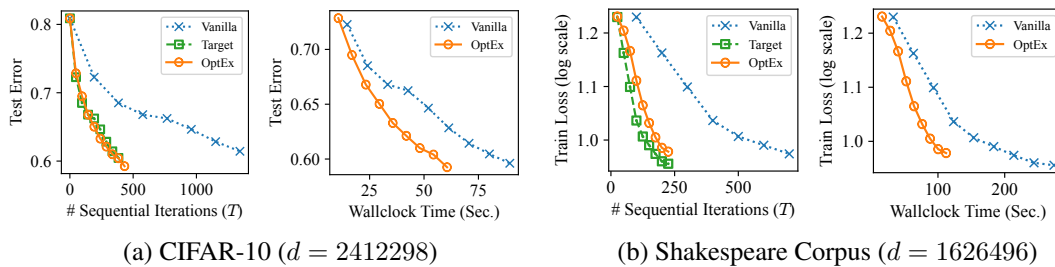 0.8
0.7
0.6
Test Error
Vanilla
Target
OptEx
0
500
1000
# Sequential Iterations (T)
0.70
0.65
0.60
Test Error
Vanilla
OptEx
25
50
75
Wallclock Time (Sec.)
(a) CIFAR-10 (d = 2412298)
1.2
1.1
1.0
Train Loss (log scale)
Vanilla
Target
OptEx
0
250
500
# Sequential Iterations (T)
1.2
1.1
1.0
Train Loss (log scale)
Vanilla
OptEx
100
200
Wallclock Time (Sec.)
(b) Shakespeare Corpus (d = 1626496)